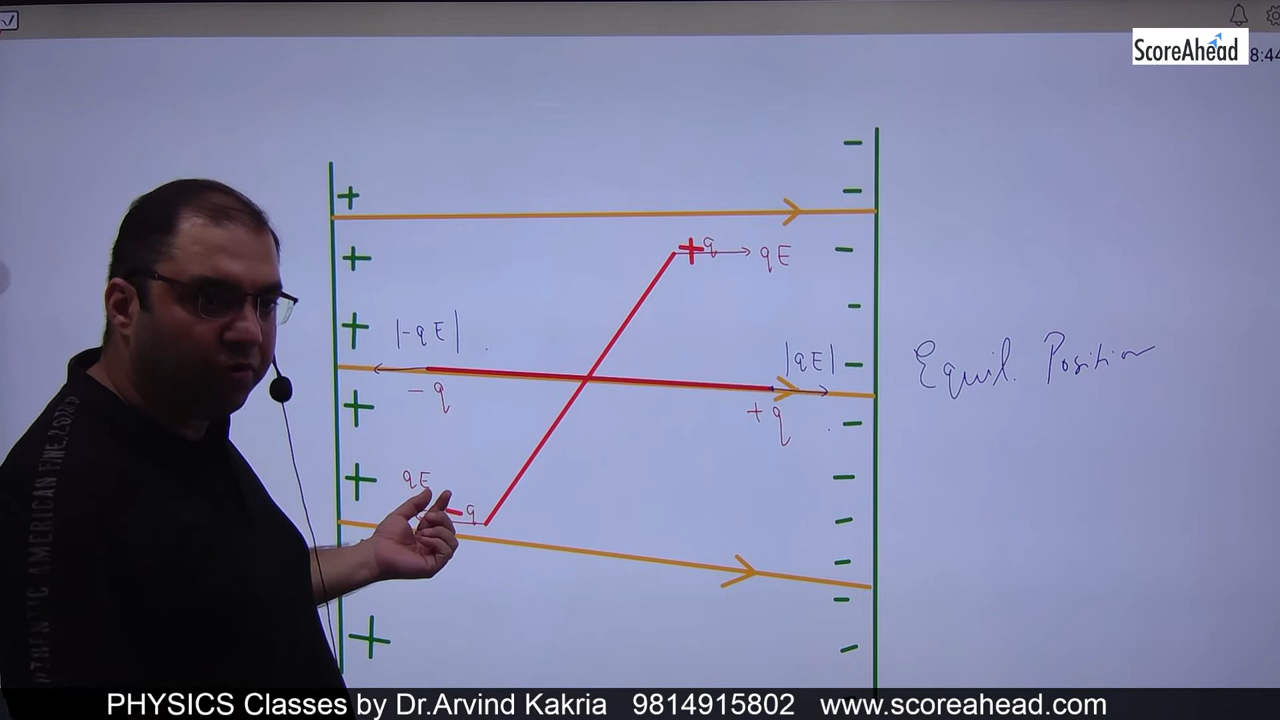 ScoreAhead
8:44
+q
qE
|-qE|
|qE|
Equil. Position
- q
+ q
qE
-q
PHYSICS Classes by Dr.Arvind Kakria 9814915802 www.scoreahead.com